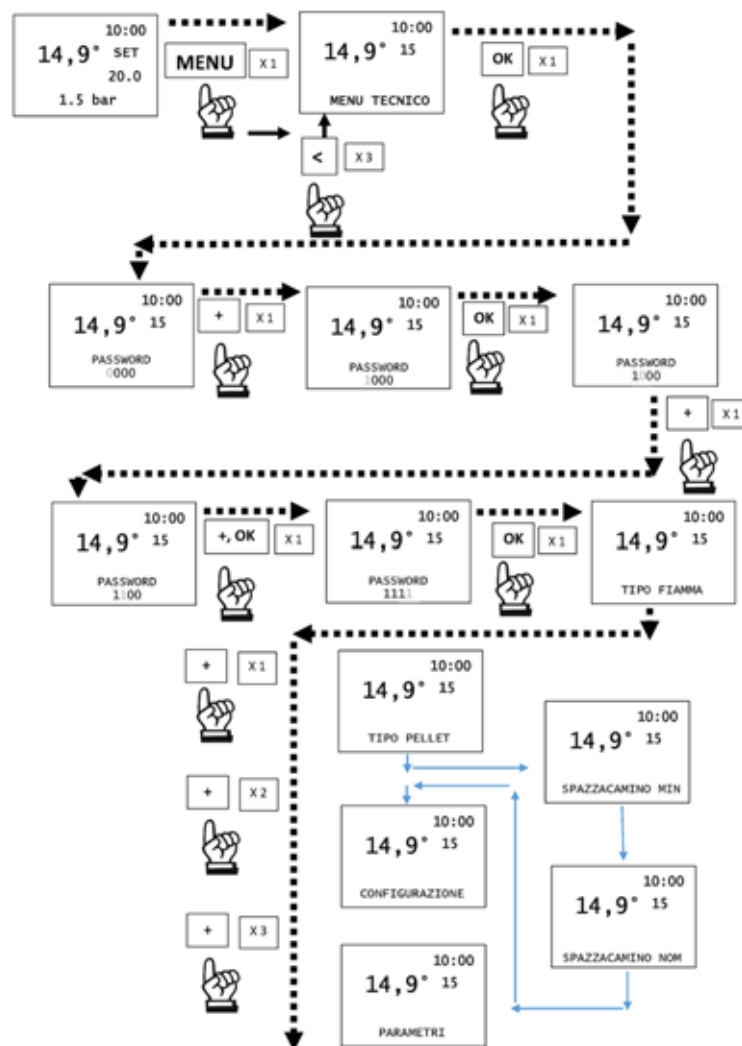 10:00
14,9° SET
20.0
1.5 bar
MENU X1
10:00
14,9° 15
MENU TECNICO
OK X1
< X3
10:00
14,9° 15
PASSWORD
0000
+ X1
10:00
14,9° 15
PASSWORD
1000
OK X1
10:00
14,9° 15
PASSWORD
1000
+ X1
10:00
14,9° 15
PASSWORD
1100
+, OK X1
10:00
14,9° 15
PASSWORD
1111
OK X1
10:00
14,9° 15
TIPO FIAMMA
+ X1
10:00
14,9° 15
TIPO PELLET
10:00
14,9° 15
SPAZZACAMINO MIN
+ X2
10:00
14,9° 15
CONFIGURAZIONE
10:00
14,9° 15
SPAZZACAMINO NOM
+ X3
10:00
14,9° 15
PARAMETRI